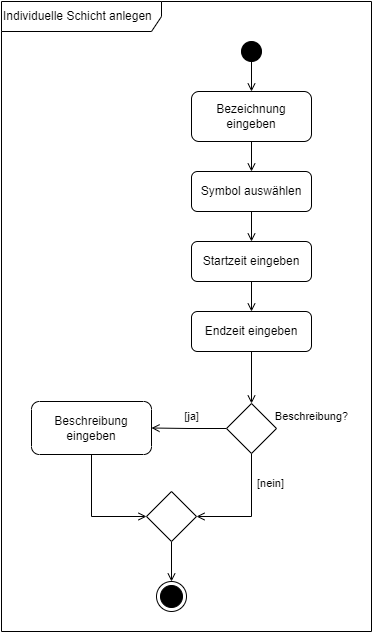 Individuelle Schicht anlegen
Bezeichnung
eingeben
Symbol auswählen
Startzeit eingeben
Endzeit eingeben
Beschreibung?
[ja]
Beschreibung
eingeben
[nein]